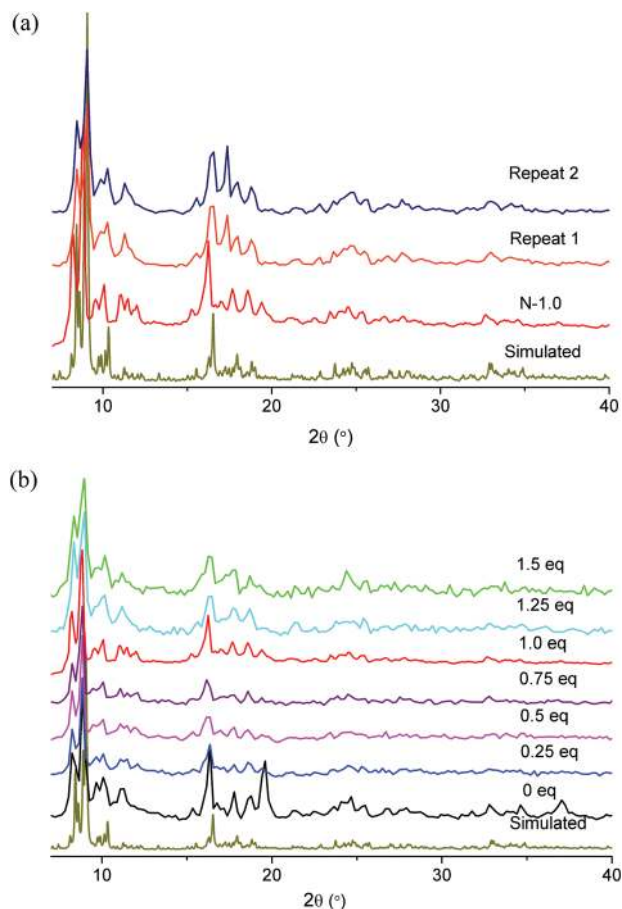 (a)
Repeat 2
Repeat 1
N-1.0
Simulated
10 20 30 40
2θ (°)
(b)
1.5 eq
1.25 eq
1.0 eq
0.75 eq
0.5 eq
0.25 eq
0 eq
Simulated
10 20 30 40
2θ (°)